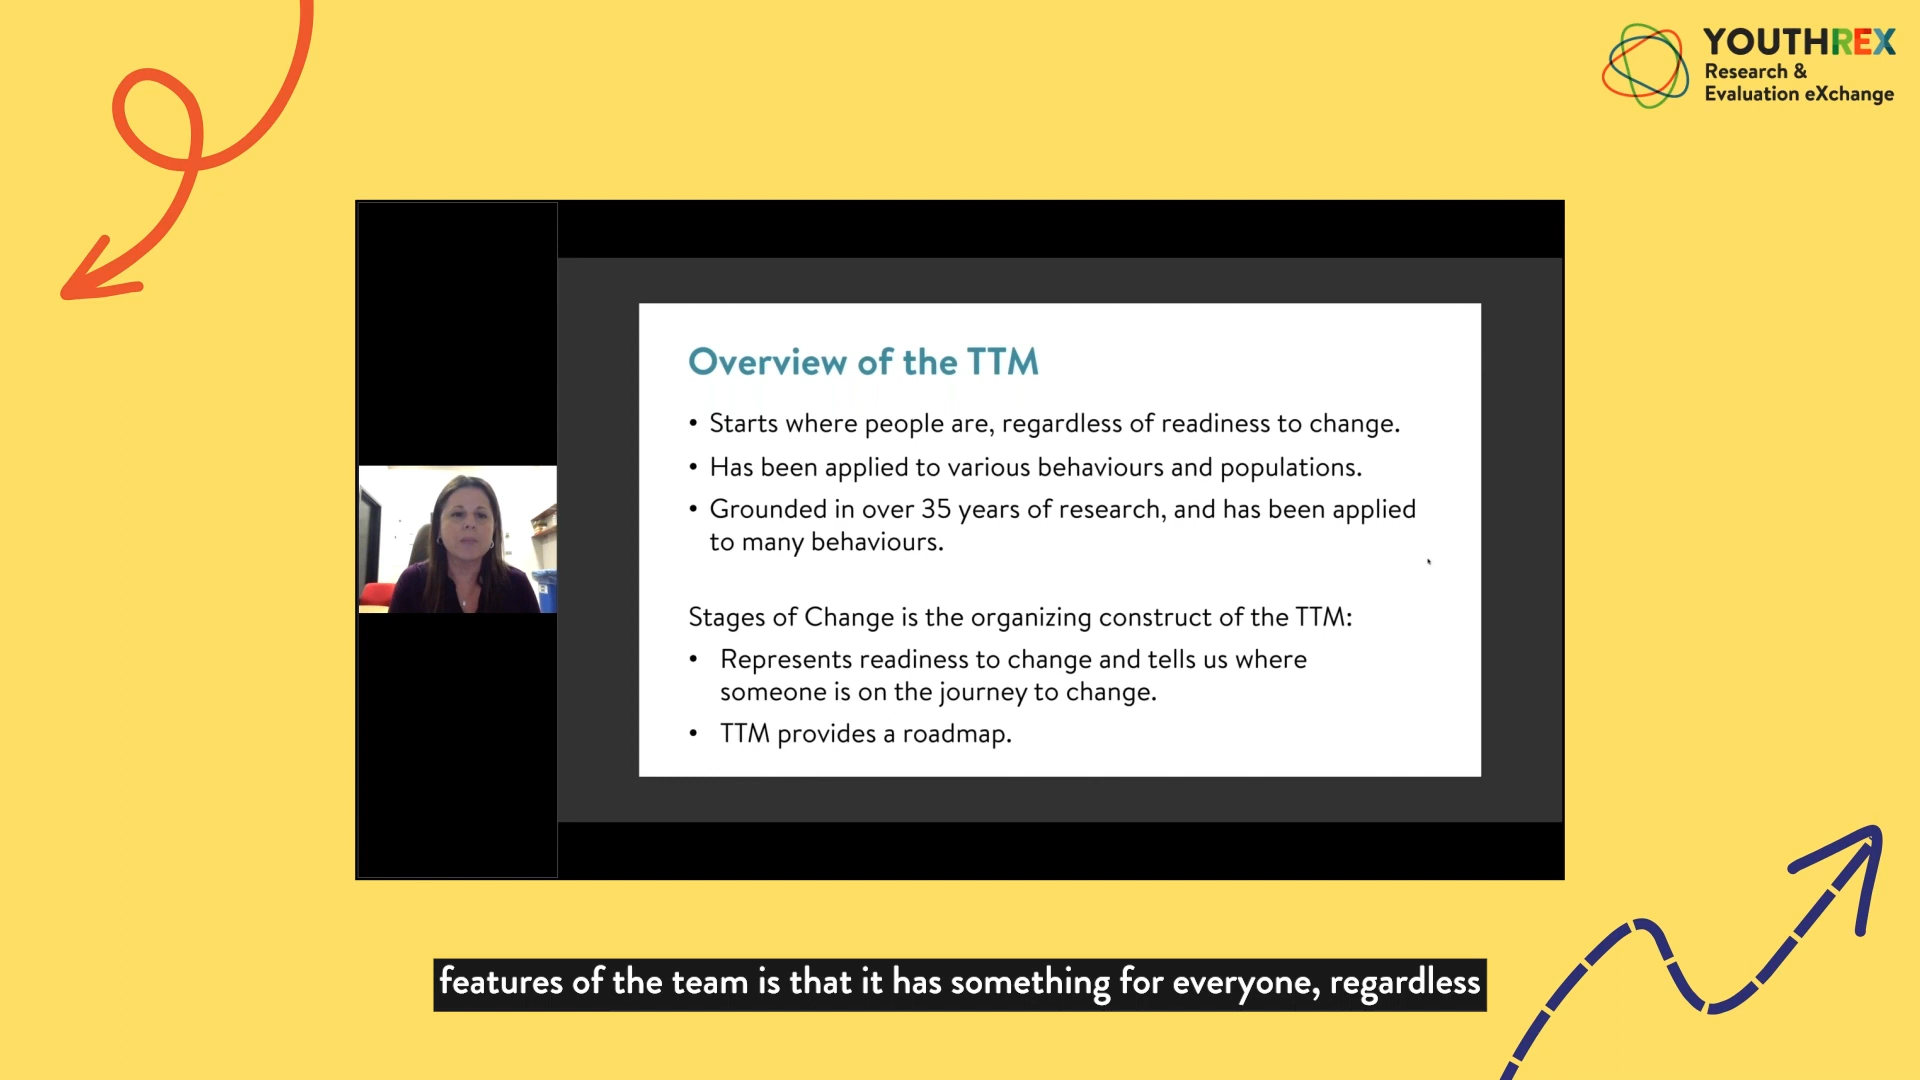 YOUTHREX
Research &
Evaluation eXchange
Overview of the TTM
• Starts where people are, regardless of readiness to change.
• Has been applied to various behaviours and populations.
• Grounded in over 35 years of research, and has been applied
to many behaviours.
Stages of Change is the organizing construct of the TTM:
• Represents readiness to change and tells us where
someone is on the journey to change.
• TTM provides a roadmap.
features of the team is that it has something for everyone, regardless